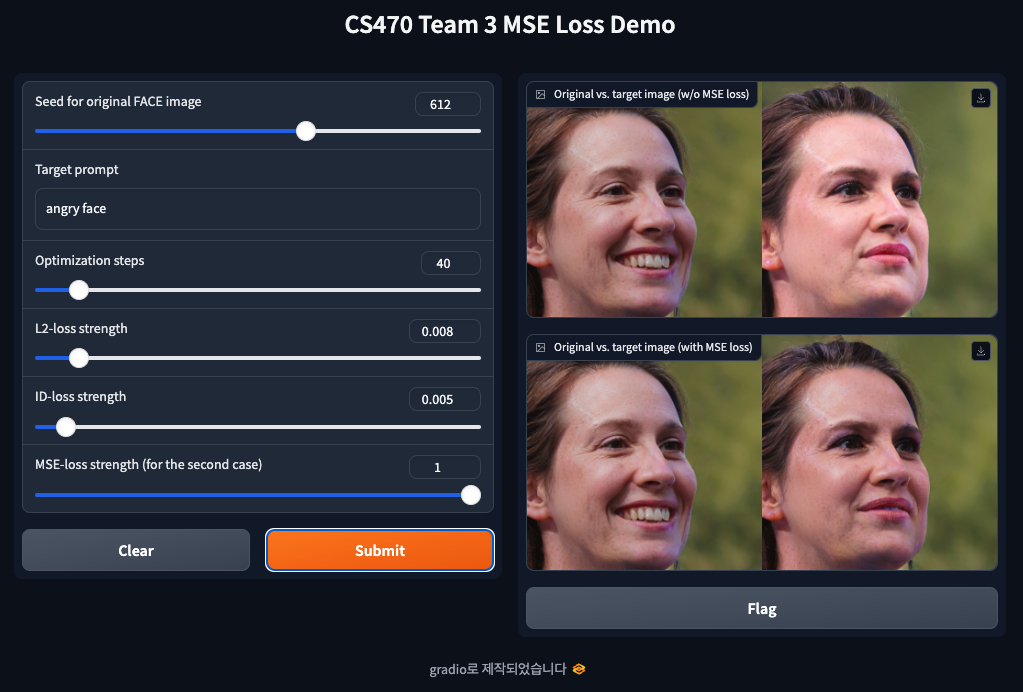 CS470 Team 3 MSE Loss Demo
Seed for original FACE image
612
Target prompt
angry face
Optimization steps
40
L2-loss strength
0.008
ID-loss strength
0.005
MSE-loss strength (for the second case)
1
Clear
Submit
Original vs. target image (w/o MSE loss)
Original vs. target image (with MSE loss)
Flag
gradio로 제작되었습니다